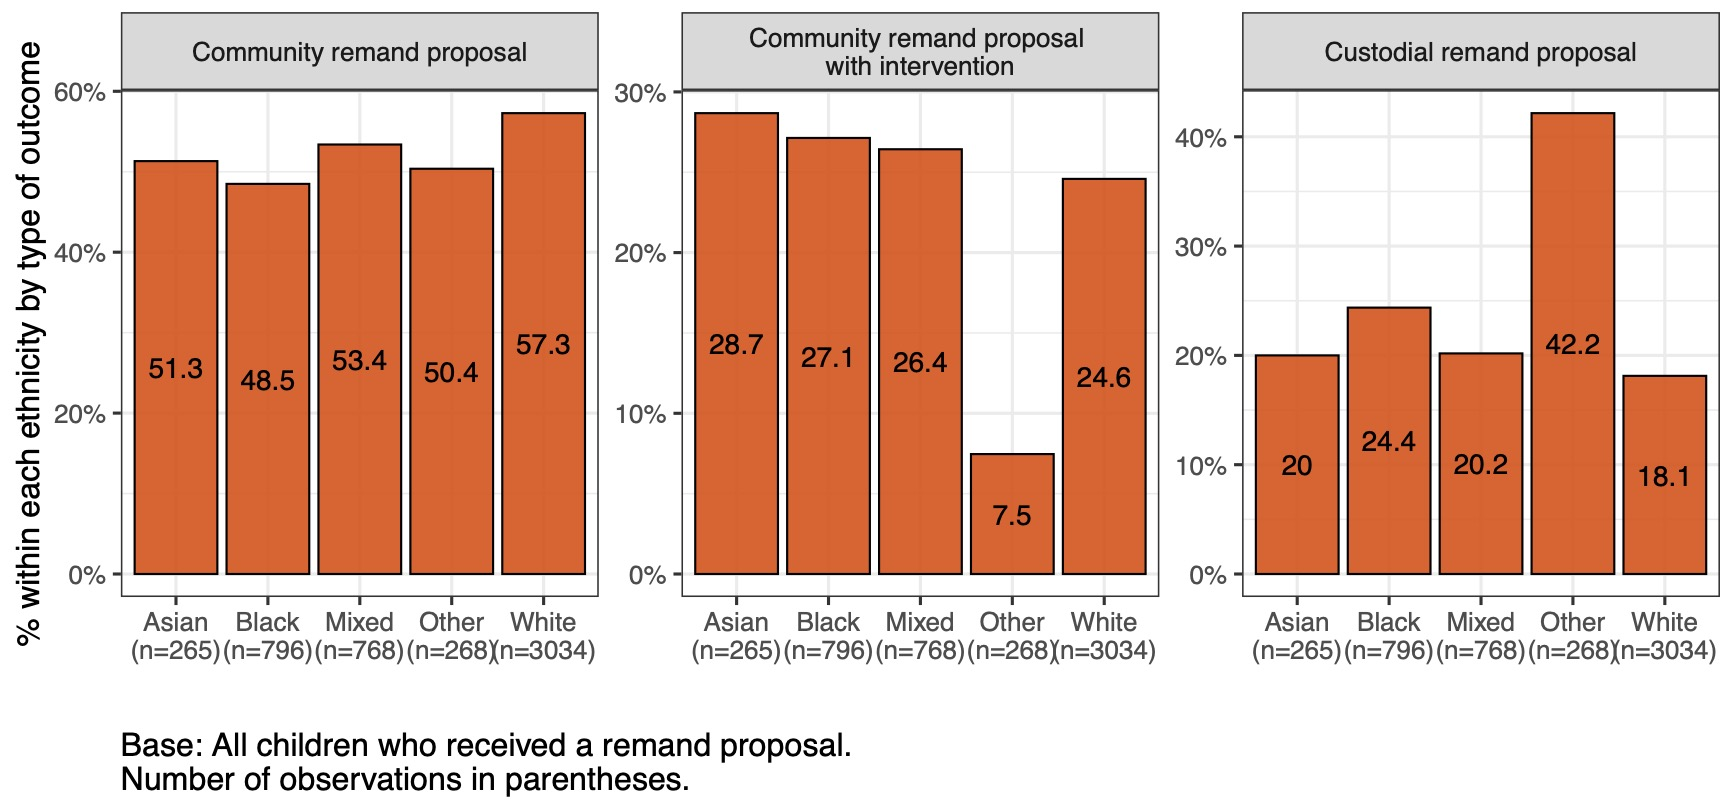 % within each ethnicity by type of outcome
Community remand proposal
60%
40%
20%
0%
51.3
48.5
53.4
50.4
57.3
Asian Black Mixed Other White
(n=265) (n=796) (n=768) (n=268) (n=3034)
Community remand proposal
with intervention
30%
20%
10%
0%
28.7
27.1
26.4
7.5
24.6
Asian Black Mixed Other White
(n=265) (n=796) (n=768) (n=268) (n=3034)
Custodial remand proposal
40%
30%
20%
10%
0%
20
24.4
20.2
42.2
18.1
Asian Black Mixed Other White
(n=265) (n=796) (n=768) (n=268) (n=3034)
Base: All children who received a remand proposal.
Number of observations in parentheses.